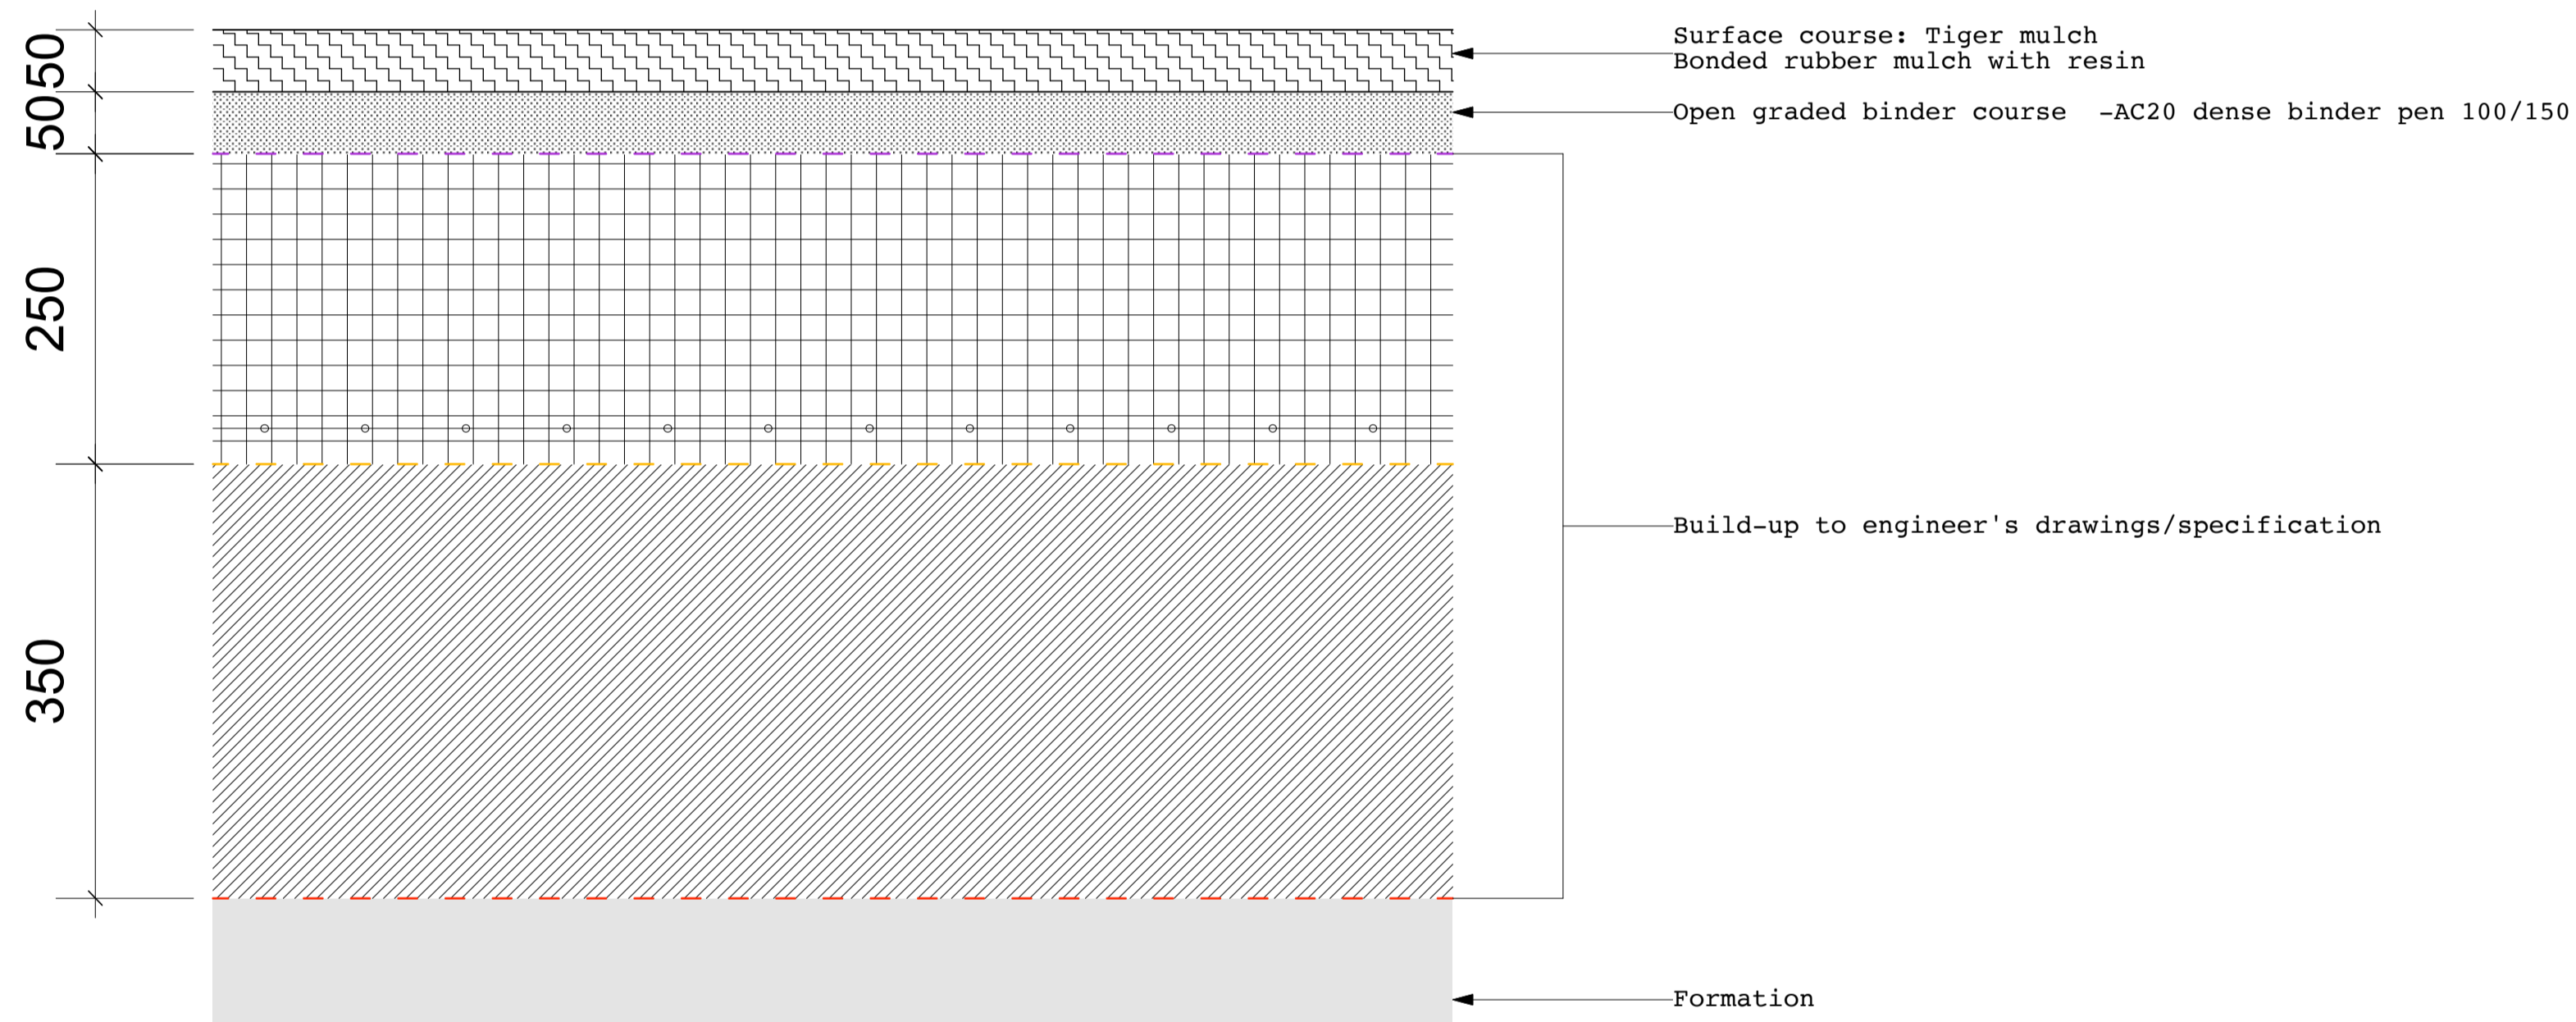 50
50
250
350
Surface course: Tiger mulch
Bonded rubber mulch with resin
Open graded binder course  -AC20 dense binder pen 100/150
Build-up to engineer's drawings/specification
Formation